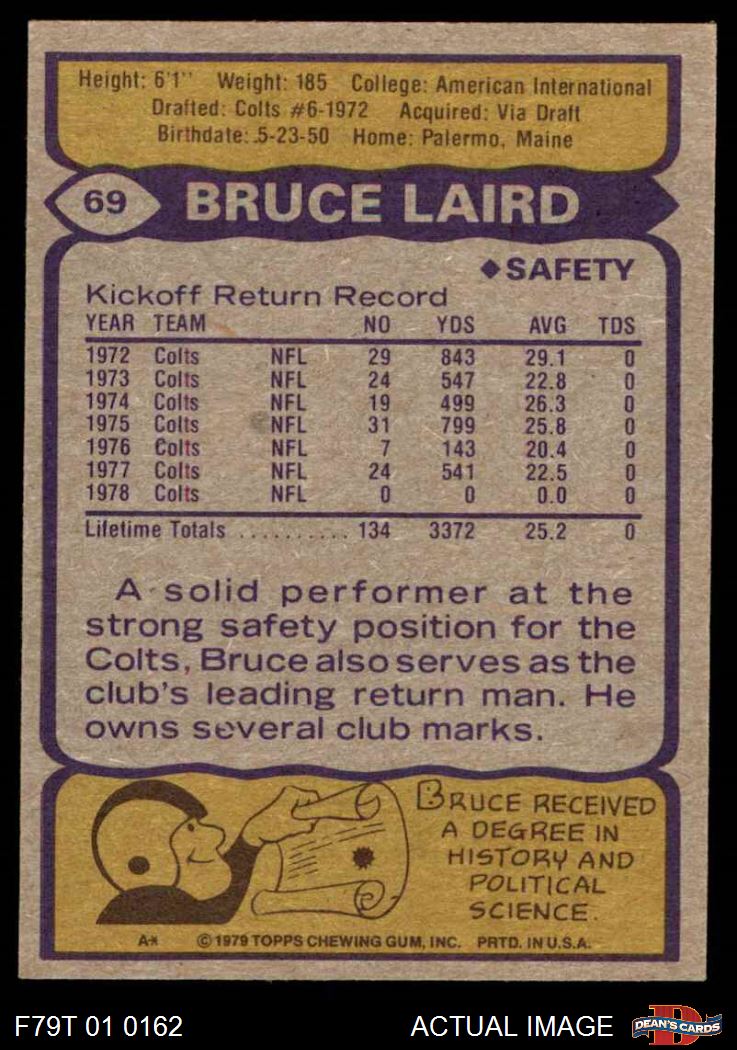 Height: 6'1" Weight: 185 College: American International
Drafted: Colts #6-1972 Acquired: Via Draft
Birthdate: 5-23-50 Home: Palermo, Maine
69 BRUCE LAIRD
◆SAFETY
Kickoff Return Record
YEAR TEAM NO YDS AVG TDS
1972 Colts NFL 29 843 29.1 0
1973 Colts NFL 24 547 22.8 0
1974 Colts NFL 19 499 26.3 0
1975 Colts NFL 31 799 25.8 0
1976 Colts NFL 7 143 20.4 0
1977 Colts NFL 24 541 22.5 0
1978 Colts NFL 0 0 0.0 0
Lifetime Totals .......... 134 3372 25.2 0
A solid performer at the
strong safety position for the
Colts, Bruce also serves as the
club's leading return man. He
owns several club marks.
BRUCE RECEIVED
A DEGREE IN
HISTORY AND
POLITICAL
SCIENCE.
A* © 1979 TOPPS CHEWING GUM, INC. PRTD. IN U.S.A.
F79T 01 0162 ACTUAL IMAGE DEAN'S CARDS